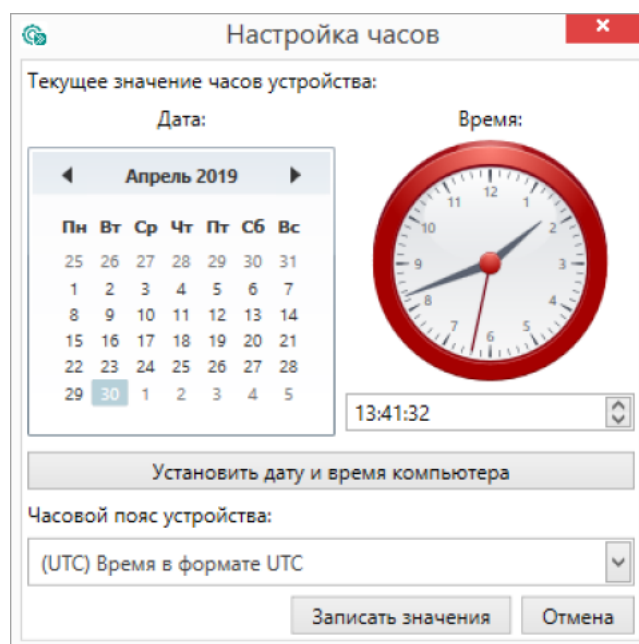 Настройка часов
Текущее значение часов устройства:
Дата: Время:
Апрель 2019
Пн Вт Ср Чт Пт Сб Вс
25 26 27 28 29 30 31
1 2 3 4 5 6 7
8 9 10 11 12 13 14
15 16 17 18 19 20 21
22 23 24 25 26 27 28
29 30 1 2 3 4 5
12
1
2
3
4
5
6
7
8
9
10
11
13:41:32
Установить дату и время компьютера
Часовой пояс устройства:
(UTC) Время в формате UTC
Записать значения Отмена